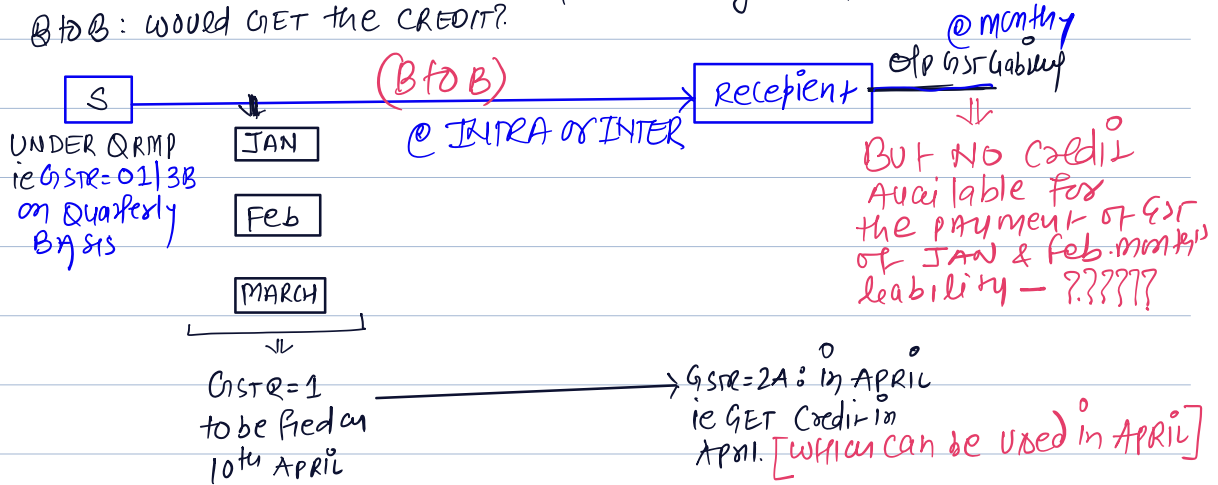 B to B : would GET the CREDIT?
@ monthly
O/P GST liability
(B to B)
S
Recepient
@ INTRA or INTER
UNDER QRMP
ie GSTR=01/3B
on Quarterly
BASIS
JAN
Feb
MARCH
But NO Credit
Available for
the payment of GST
of JAN & feb. months
leability - ??????
GSTR=1
to be filed on
10th APRIL
GSTR=2A : in APRIL
ie GET Credit in
April. [which can be used in APRIL]